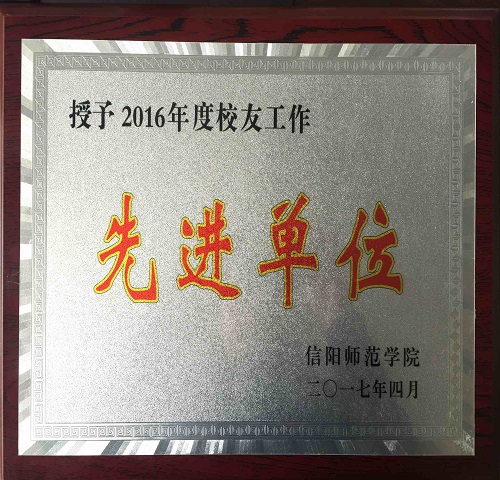 授予2016年度校友工作
先进单位
信阳师范学院
二〇一七年四月